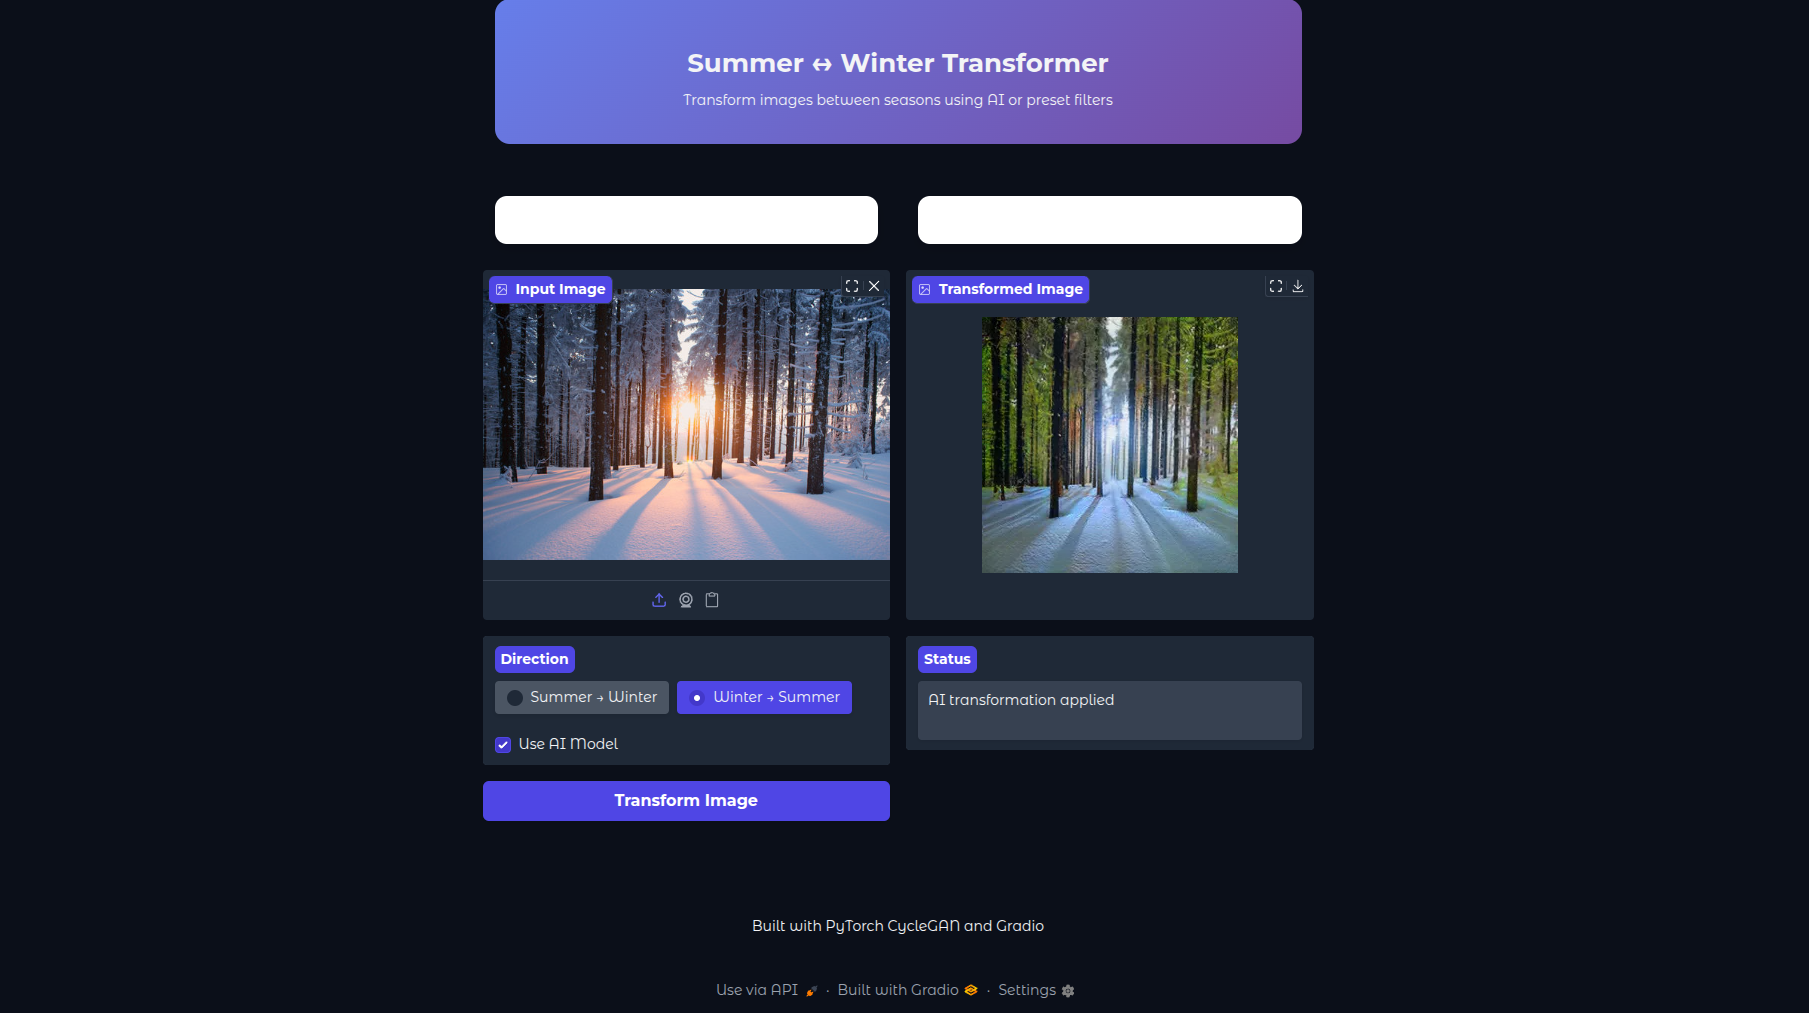 Summer ↔ Winter Transformer
Transform images between seasons using AI or preset filters
Input Image
Transformed Image
Direction
Summer → Winter
Winter → Summer
Use AI Model
Transform Image
Status
AI transformation applied
Built with PyTorch CycleGAN and Gradio
Use via API 🚀 · Built with Gradio · Settings ⚙️